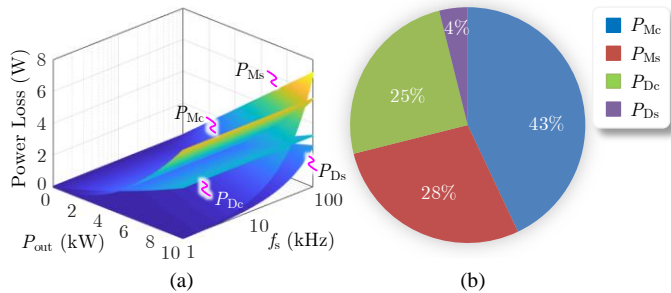 Power Loss (W)
8
6
4
2
0
P_Ms
P_Mc
P_Dc
P_Ds
0
2
4
6
8
10
1
10
100
P_out (kW)
f_s (kHz)
(a)
4%
25%
43%
28%
P_Mc
P_Ms
P_Dc
P_Ds
(b)